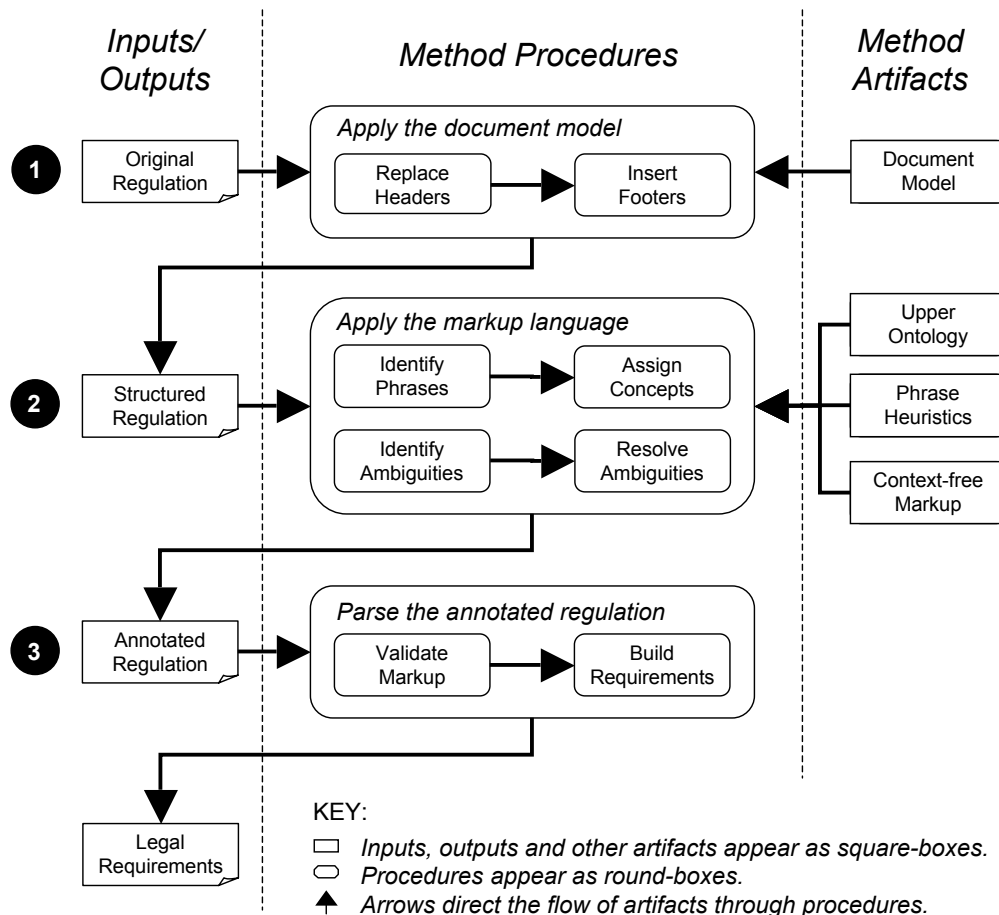 Inputs/
Outputs
Method Procedures
Method
Artifacts
1
Original
Regulation
Apply the document model
Replace
Headers
Insert
Footers
Document
Model
2
Structured
Regulation
Apply the markup language
Identify
Phrases
Assign
Concepts
Identify
Ambiguities
Resolve
Ambiguities
Upper
Ontology
Phrase
Heuristics
Context-free
Markup
3
Annotated
Regulation
Parse the annotated regulation
Validate
Markup
Build
Requirements
Legal
Requirements
KEY:
Inputs, outputs and other artifacts appear as square-boxes.
Procedures appear as round-boxes.
Arrows direct the flow of artifacts through procedures.